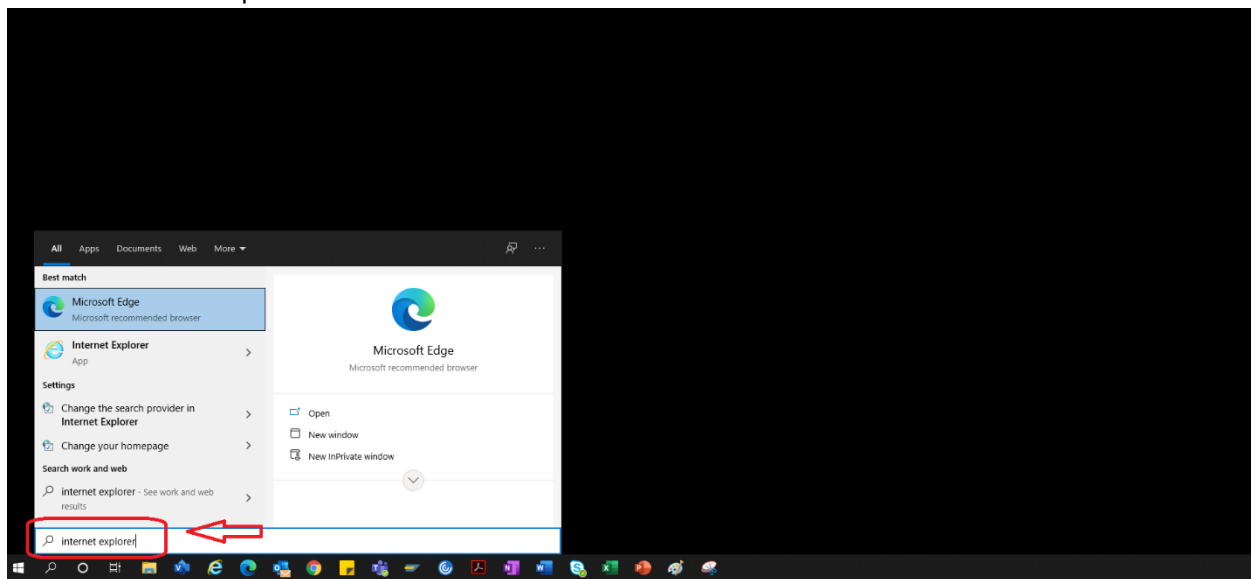 All Apps Documents Web More
Best match
Microsoft Edge
Microsoft recommended browser
Internet Explorer
App
Settings
Change the search provider in
Internet Explorer
Change your homepage
Search work and web
internet explorer - See work and web
results
internet explorer
Microsoft Edge
Microsoft recommended browser
Open
New window
New InPrivate window